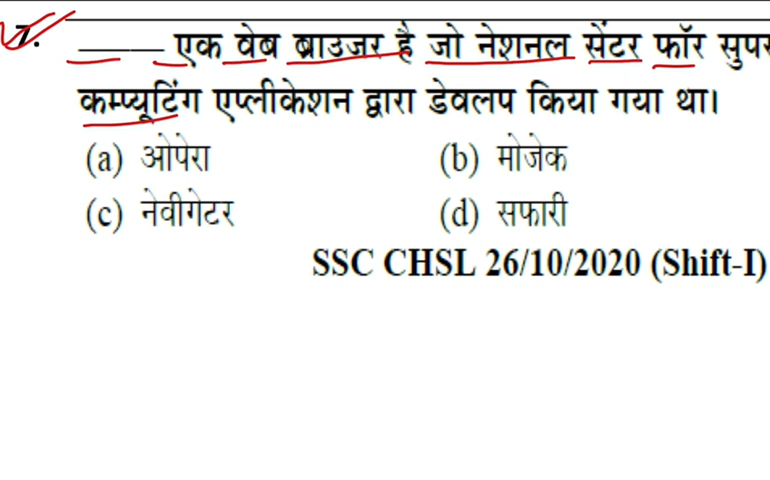 7. ______ एक वेब ब्राउजर है जो नेशनल सेंटर फॉर
कम्प्यूटिंग एप्लीकेशन द्वारा डेवलप किया गया था।
(a) ओपेरा (b) मोजेक
(c) नेवीगेटर (d) सफारी
SSC CHSL 26/10/2020 (Shift-I)